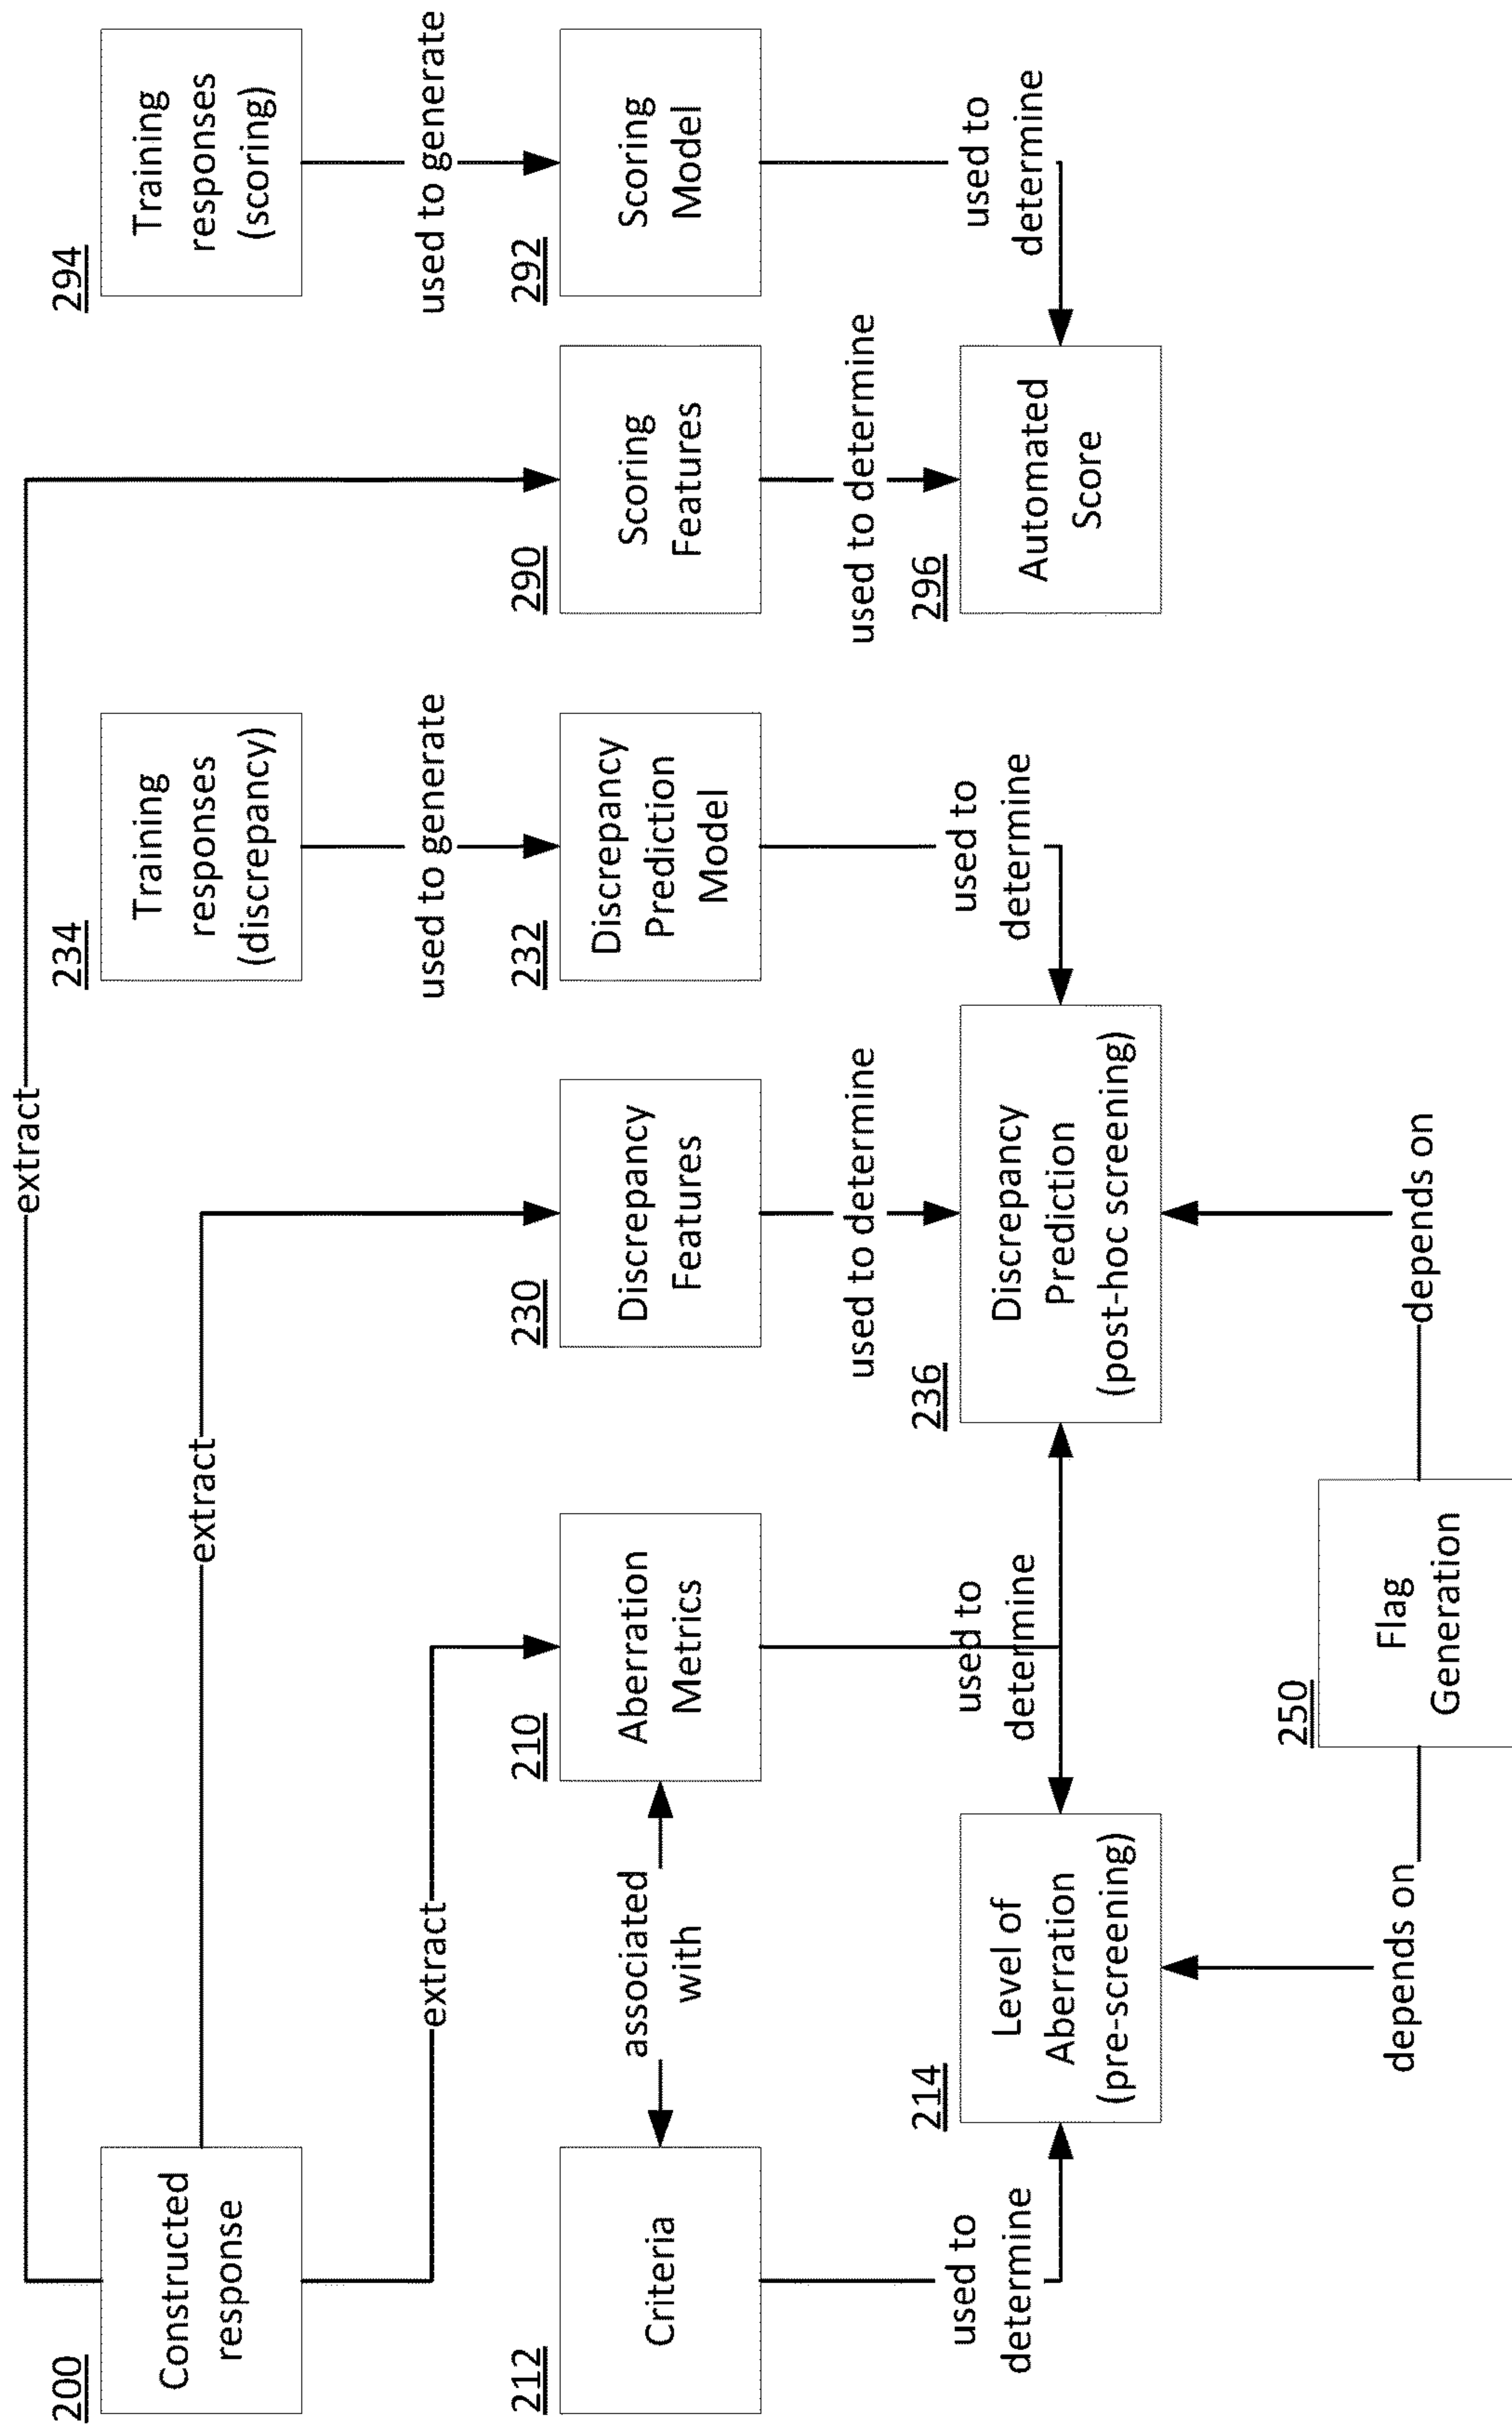 extract
200
Constructed
response
extract
234
Training
responses
(discrepancy)
294
Training
responses
(scoring)
extract
used to generate
used to generate
212
Criteria
associated
with
210
Aberration
Metrics
230
Discrepancy
Features
232
Discrepancy
Prediction
Model
290
Scoring
Features
292
Scoring
Model
used to
determine
used to
determine
used to determine
used to
determine
used to determine
used to
determine
214
Level of
Aberration
(pre-screening)
236
Discrepancy
Prediction
(post-hoc screening)
296
Automated
Score
depends on
250
Flag
Generation
depends on